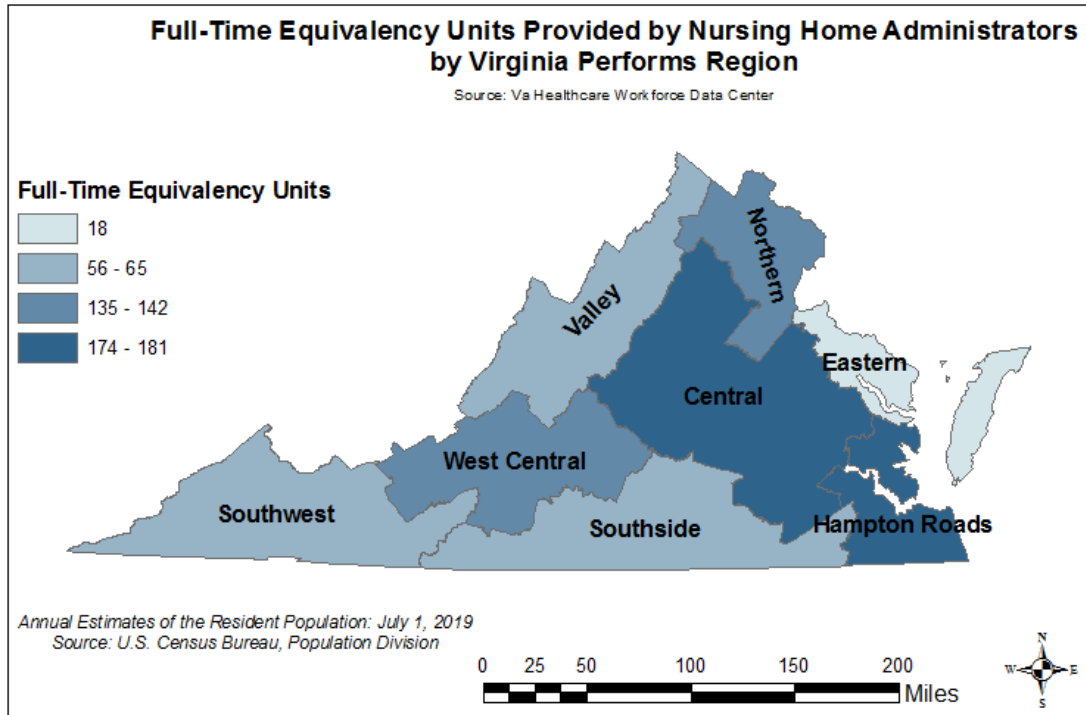 Full-Time Equivalency Units Provided by Nursing Home Administrators
by Virginia Performs Region
Source: Va Healthcare Workforce Data Center
Full-Time Equivalency Units
18
56 - 65
135 - 142
174 - 181
Northern
Valley
Eastern
Central
West Central
Southwest
Southside
Hampton Roads
Annual Estimates of the Resident Population: July 1, 2019
Source: U.S. Census Bureau, Population Division
0 25 50 100 150 200
Miles
N
W E
S